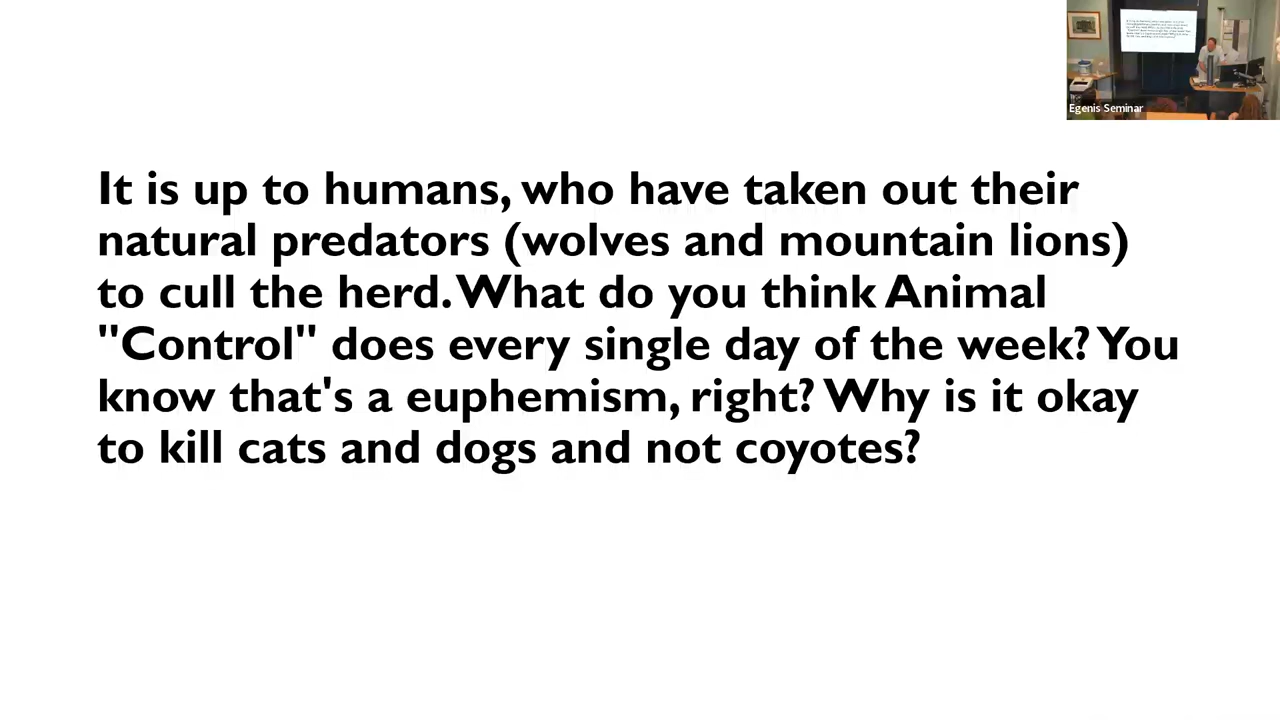 Egenis Seminar
It is up to humans, who have taken out their
natural predators (wolves and mountain lions)
to cull the herd. What do you think Animal
"Control" does every single day of the week? You
know that's a euphemism, right? Why is it okay
to kill cats and dogs and not coyotes?